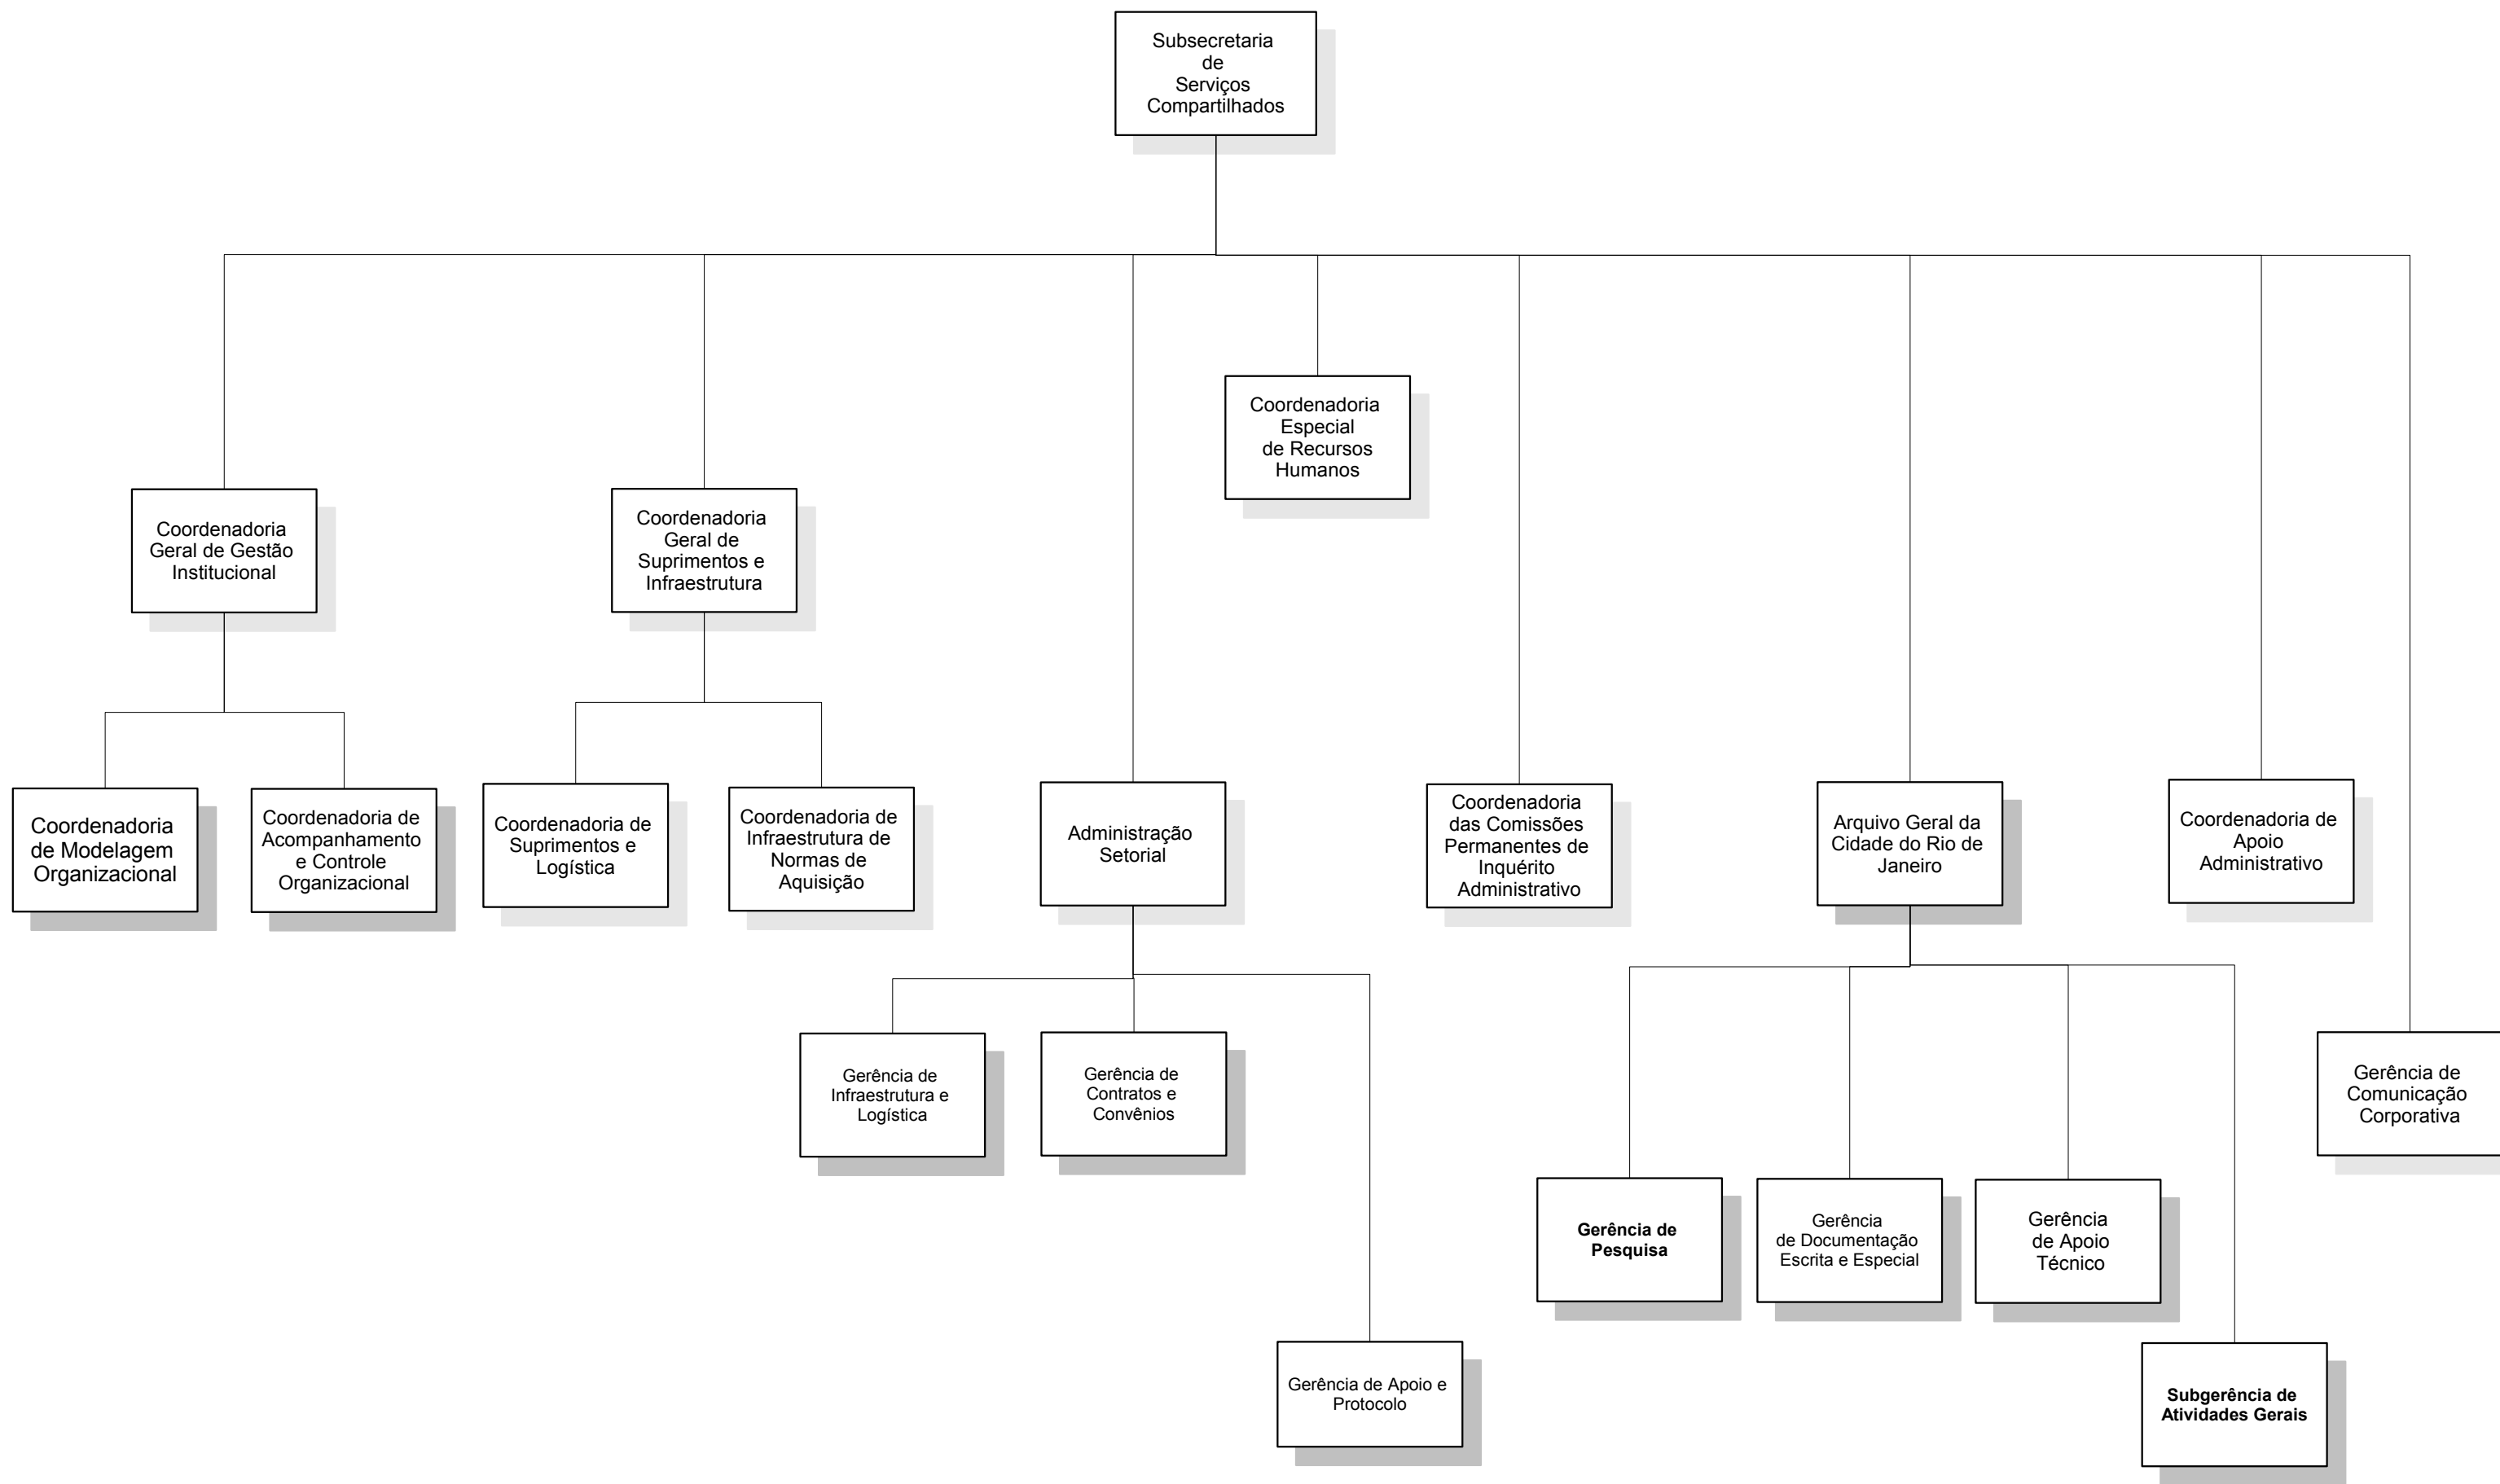 Subsecretaria
de
Serviços
Compartilhados
Coordenadoria
Especial
de Recursos
Humanos
Coordenadoria
Geral de Gestão
Institucional
Coordenadoria
Geral de
Suprimentos e
Infraestrutura
Coordenadoria
de Modelagem
Organizacional
Coordenadoria de
Acompanhamento
e Controle
Organizacional
Coordenadoria de
Suprimentos e
Logística
Coordenadoria de
Infraestrutura de
Normas de
Aquisição
Administração
Setorial
Coordenadoria
das Comissões
Permanentes de
Inquérito
Administrativo
Arquivo Geral da
Cidade do Rio de
Janeiro
Coordenadoria de
Apoio
Administrativo
Gerência de
Infraestrutura e
Logística
Gerência de
Contratos e
Convênios
Gerência de
Comunicação
Corporativa
Gerência de
Pesquisa
Gerência
de Documentação
Escrita e Especial
Gerência
de Apoio
Técnico
Gerência de Apoio e
Protocolo
Subgerência de
Atividades Gerais